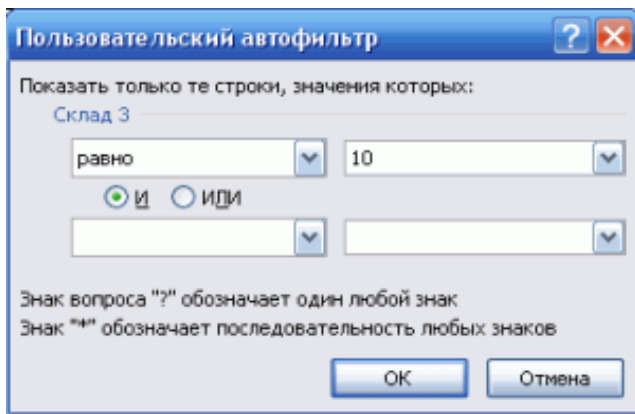 Пользовательский автофильтр ?
Показать только те строки, значения которых:
Склад 3
равно 10
И ИЛИ
Знак вопроса "?" обозначает один любой знак
Знак "*" обозначает последовательность любых знаков
ОК Отмена